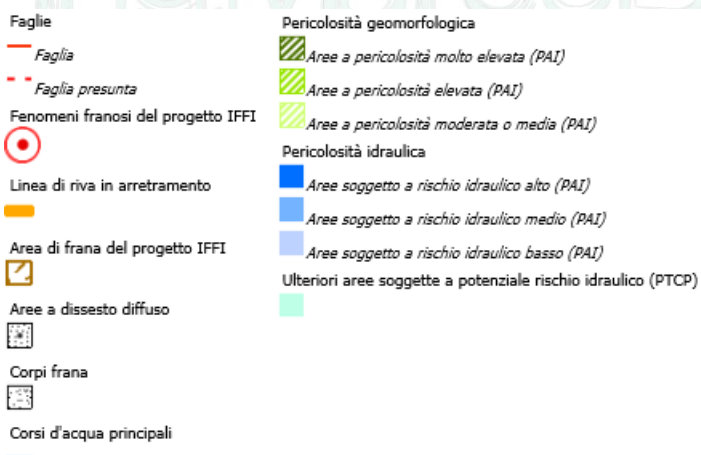 Faglie
Faglia
Faglia presunta
Fenomeni franosi del progetto IFFI
Linea di riva in arretramento
Area di frana del progetto IFFI
Aree a dissesto diffuso
Corpi frana
Corsi d'acqua principali
Pericolosità geomorfologica
Aree a pericolosità molto elevata (PAI)
Aree a pericolosità elevata (PAI)
Aree a pericolosità moderata o media (PAI)
Pericolosità idraulica
Aree soggetto a rischio idraulico alto (PAI)
Aree soggetto a rischio idraulico medio (PAI)
Aree soggetto a rischio idraulico basso (PAI)
Ulteriori aree soggette a potenziale rischio idraulico (PTCP)